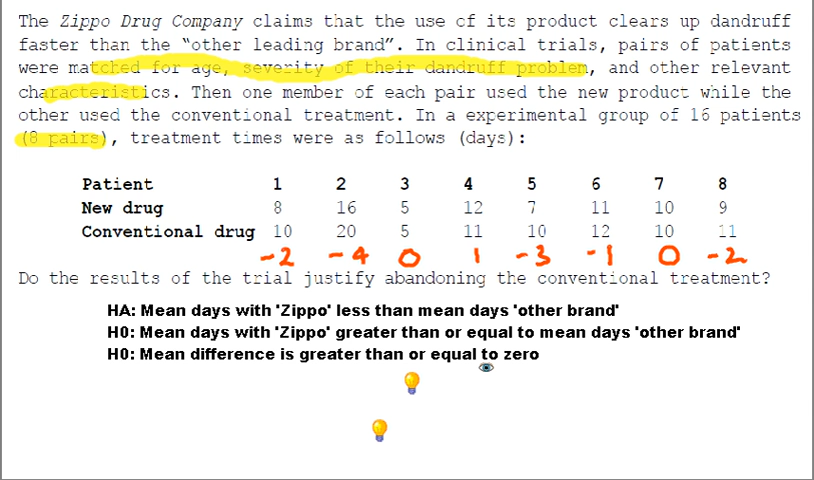 The Zippo Drug Company claims that the use of its product clears up dandruff
faster than the "other leading brand". In clinical trials, pairs of patients
were matched for age, severity of their dandruff problem, and other relevant
characteristics. Then one member of each pair used the new product while the
other used the conventional treatment. In a experimental group of 16 patients
(8 pairs), treatment times were as follows (days):
Patient 1 2 3 4 5 6 7 8
New drug 8 16 5 12 7 11 10 9
Conventional drug 10 20 5 11 10 12 10 11
-2 -4 0 1 -3 -1 0 -2
Do the results of the trial justify abandoning the conventional treatment?
HA: Mean days with 'Zippo' less than mean days 'other brand'
H0: Mean days with 'Zippo' greater than or equal to mean days 'other brand'
H0: Mean difference is greater than or equal to zero